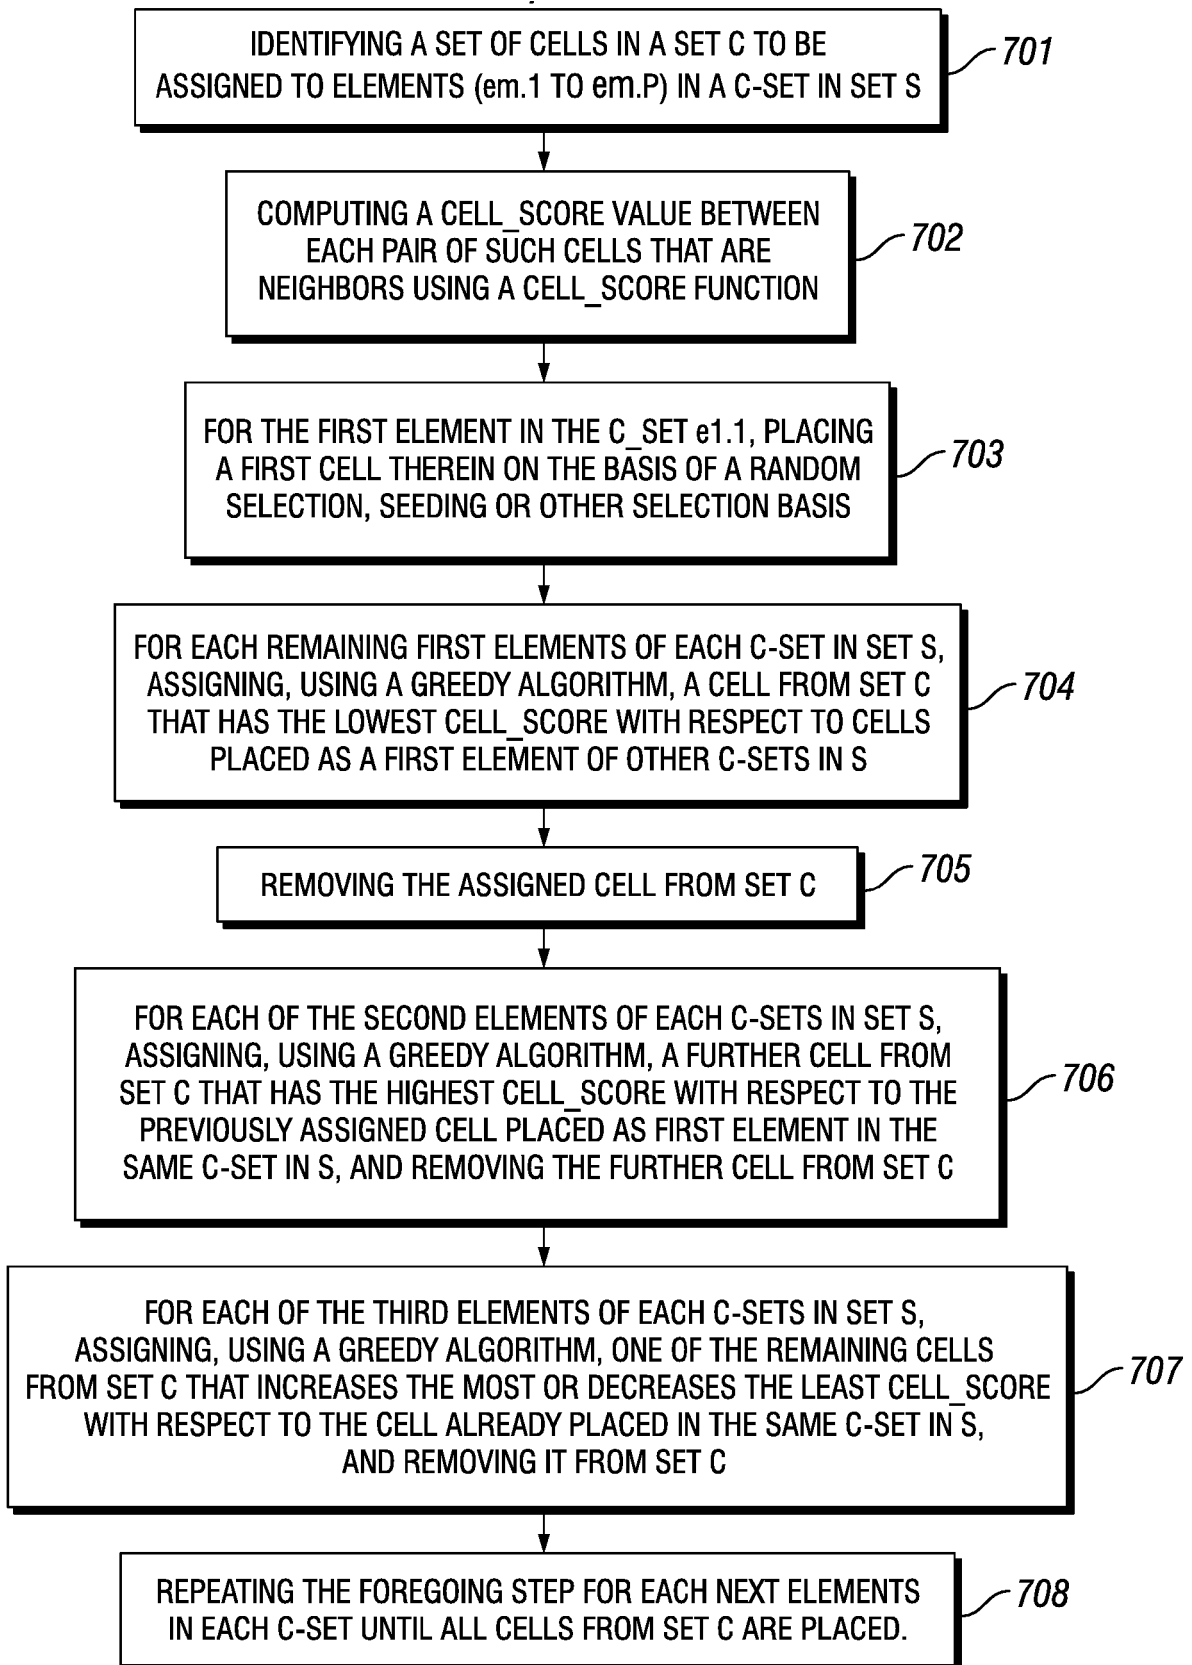 IDENTIFYING A SET OF CELLS IN A SET C TO BE
ASSIGNED TO ELEMENTS (em.1 TO em.P) IN A C-SET IN SET S
701
COMPUTING A CELL_SCORE VALUE BETWEEN
EACH PAIR OF SUCH CELLS THAT ARE
NEIGHBORS USING A CELL_SCORE FUNCTION
702
FOR THE FIRST ELEMENT IN THE C_SET e1.1, PLACING
A FIRST CELL THEREIN ON THE BASIS OF A RANDOM
SELECTION, SEEDING OR OTHER SELECTION BASIS
703
FOR EACH REMAINING FIRST ELEMENTS OF EACH C-SET IN SET S,
ASSIGNING, USING A GREEDY ALGORITHM, A CELL FROM SET C
THAT HAS THE LOWEST CELL_SCORE WITH RESPECT TO CELLS
PLACED AS A FIRST ELEMENT OF OTHER C-SETS IN S
704
REMOVING THE ASSIGNED CELL FROM SET C
705
FOR EACH OF THE SECOND ELEMENTS OF EACH C-SETS IN SET S,
ASSIGNING, USING A GREEDY ALGORITHM, A FURTHER CELL FROM
SET C THAT HAS THE HIGHEST CELL_SCORE WITH RESPECT TO THE
PREVIOUSLY ASSIGNED CELL PLACED AS FIRST ELEMENT IN THE
SAME C-SET IN S, AND REMOVING THE FURTHER CELL FROM SET C
706
FOR EACH OF THE THIRD ELEMENTS OF EACH C-SETS IN SET S,
ASSIGNING, USING A GREEDY ALGORITHM, ONE OF THE REMAINING CELLS
FROM SET C THAT INCREASES THE MOST OR DECREASES THE LEAST CELL_SCORE
WITH RESPECT TO THE CELL ALREADY PLACED IN THE SAME C-SET IN S,
AND REMOVING IT FROM SET C
707
REPEATING THE FOREGOING STEP FOR EACH NEXT ELEMENTS
IN EACH C-SET UNTIL ALL CELLS FROM SET C ARE PLACED.
708